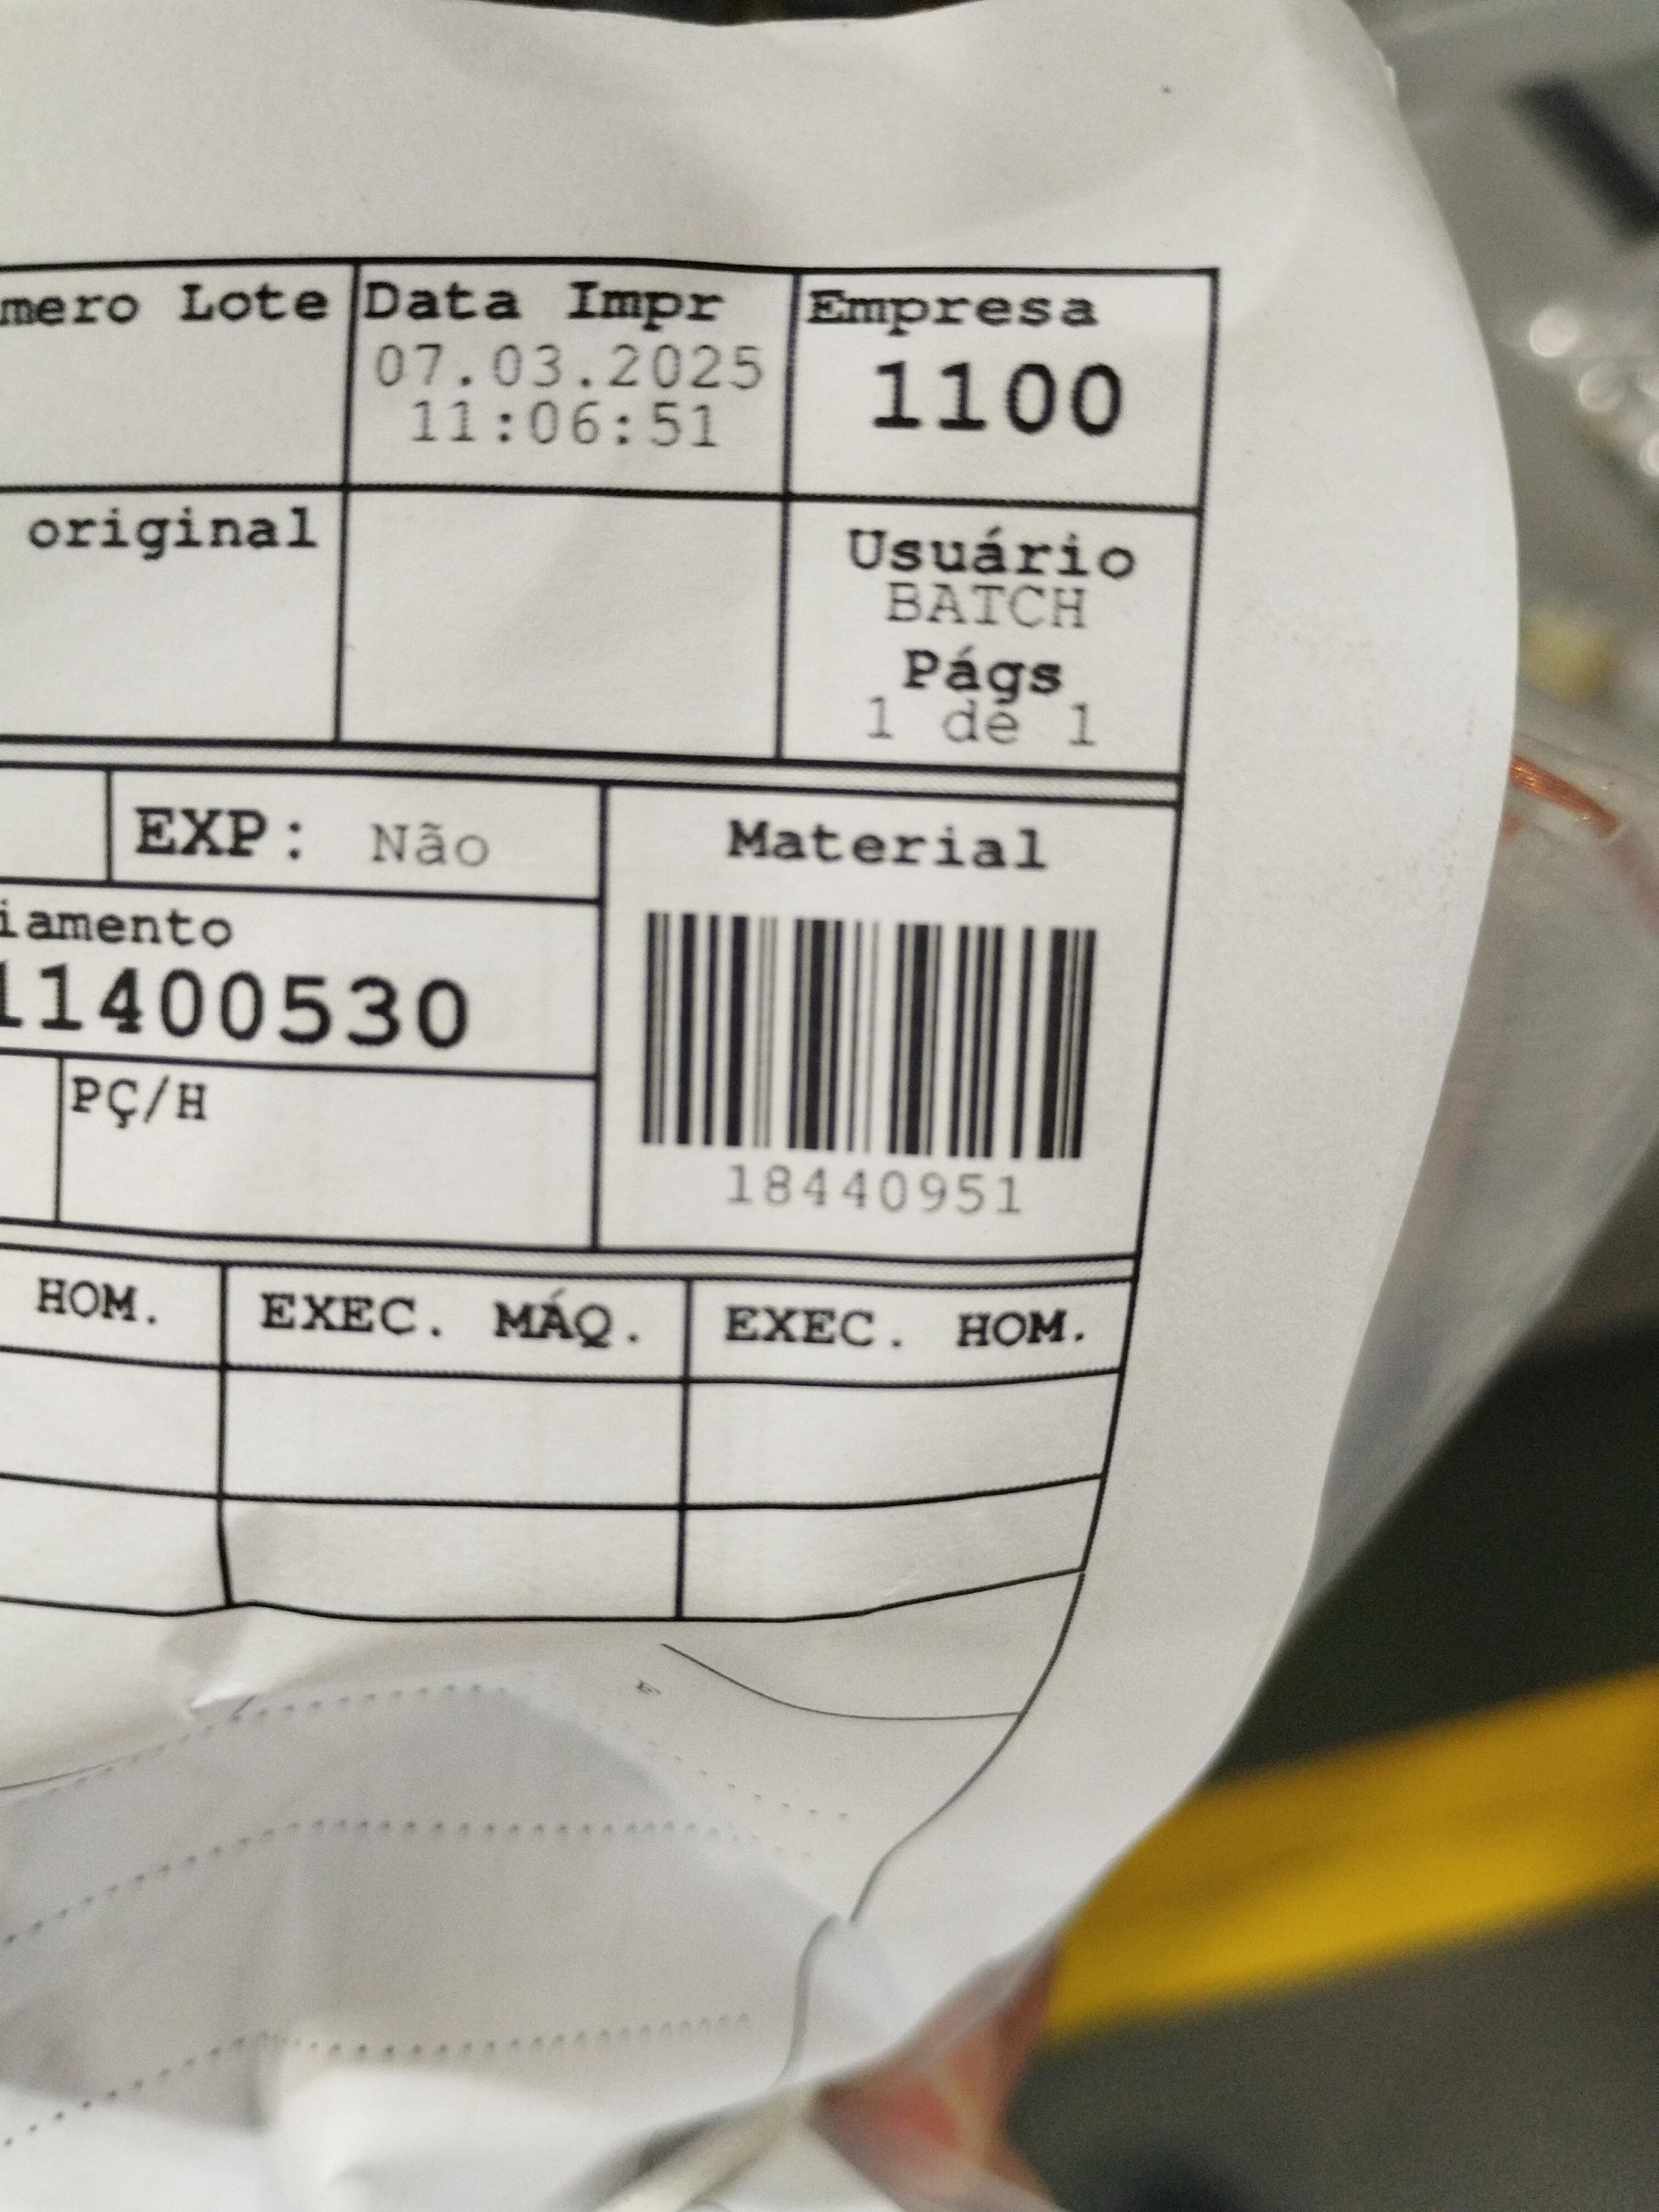 mero Lote
Data Impr
07.03.2025
11:06:51
Empresa
1100
original
Usuário
BATCH
Págs
1 de 1
EXP: Não
Material
iamento
11400530
PÇ/H
18440951
HOM.
EXEC. MÁQ.
EXEC. HOM.